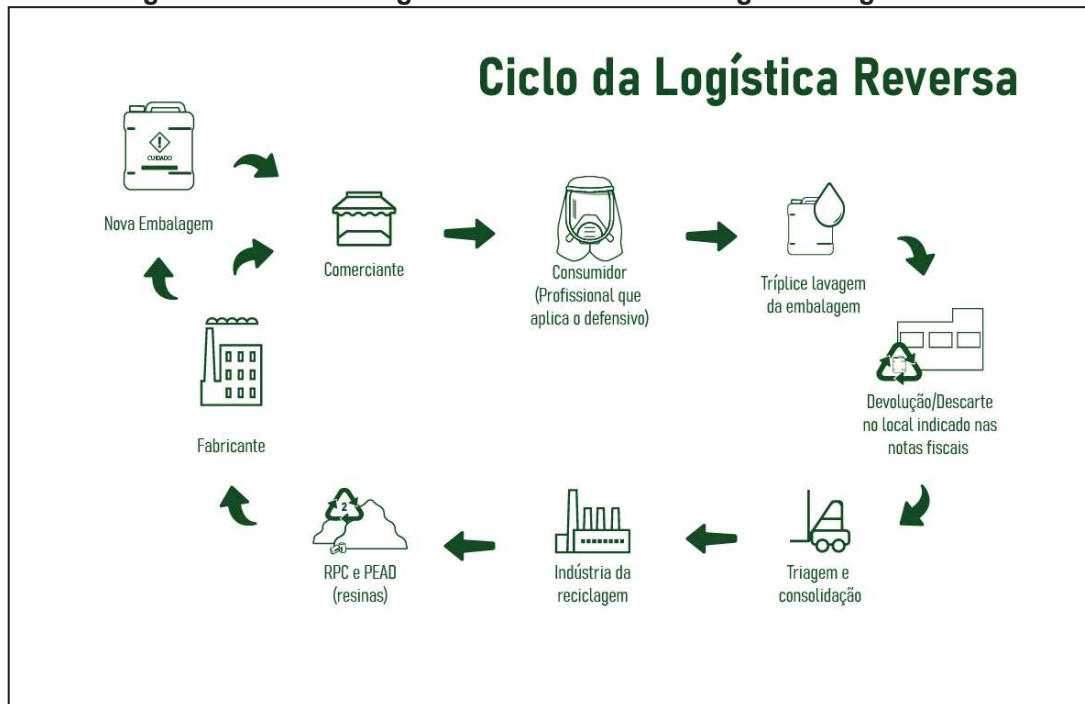 Ciclo da Logística Reversa
CUIDADO
Nova Embalagem
Comerciante
Consumidor
(Profissional que
aplica o defensivo)
Tríplice lavagem
da embalagem
Devolução/Descarte
no local indicado nas
notas fiscais
Triagem e
consolidação
Indústria da
reciclagem
2
RPC e PEAD
(resinas)
Fabricante